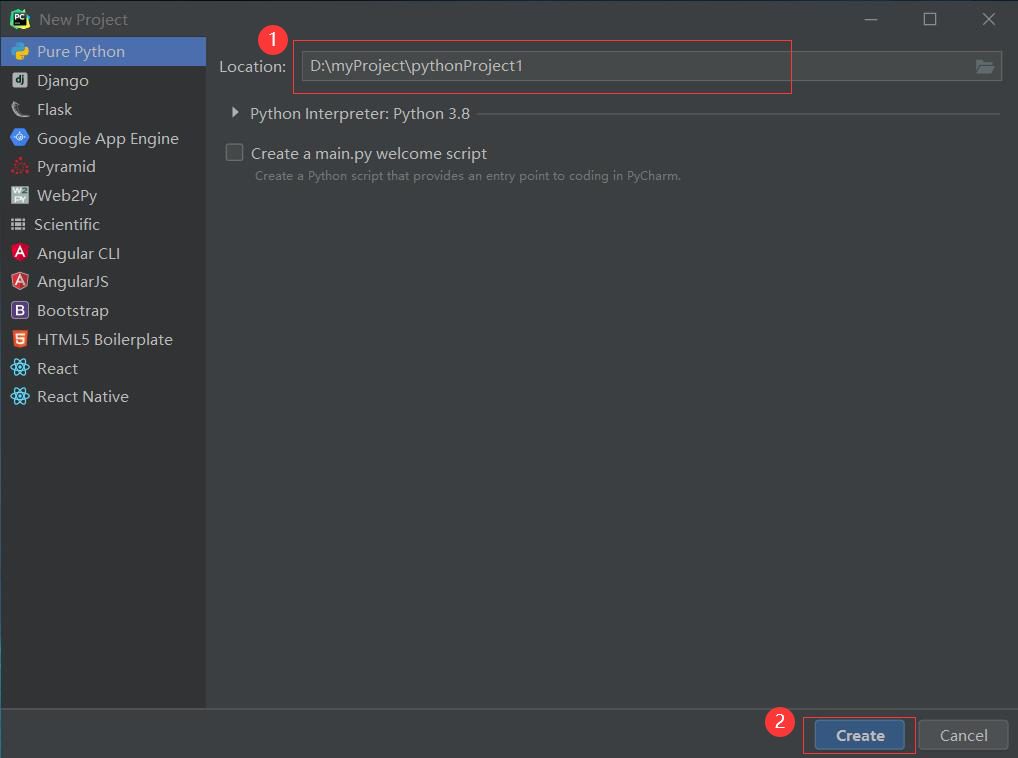 New Project
Pure Python
Django
Flask
Google App Engine
Pyramid
Web2Py
Scientific
Angular CLI
AngularJS
Bootstrap
HTML5 Boilerplate
React
React Native
1
Location: D:\myProject\pythonProject1
Python Interpreter: Python 3.8
Create a main.py welcome script
Create a Python script that provides an entry point to coding in PyCharm.
2
Create Cancel